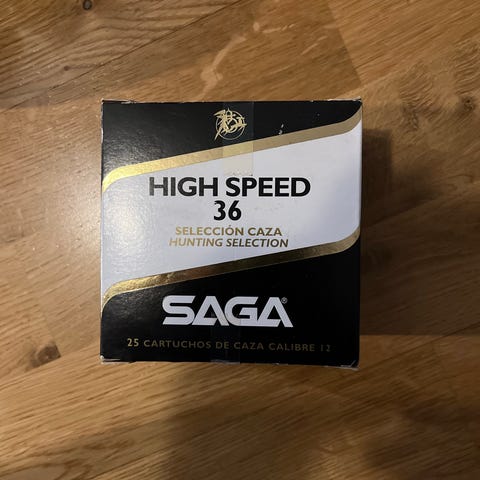 HIGH SPEED
36
SELECCIÓN CAZA
HUNTING SELECTION
SAGA®
25 CARTUCHOS DE CAZA CALIBRE 12